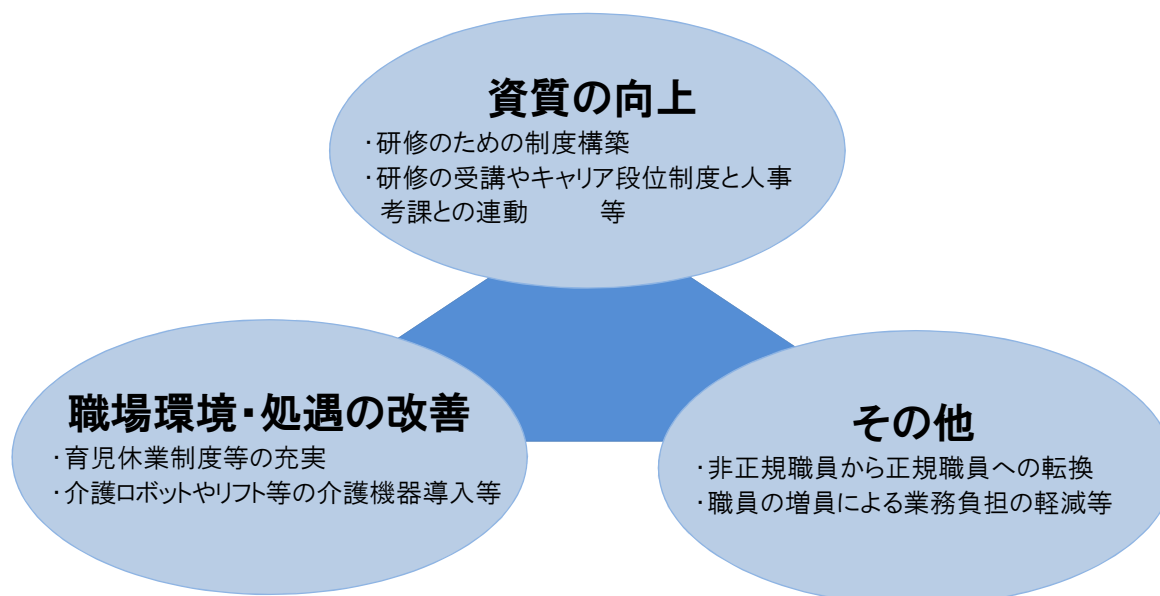 資質の向上
・研修のための制度構築
・研修の受講やキャリア段位制度と人事
考課との連動　　　等
職場環境・処遇の改善
・育児休業制度等の充実
・介護ロボットやリフト等の介護機器導入等
その他
・非正規職員から正規職員への転換
・職員の増員による業務負担の軽減等